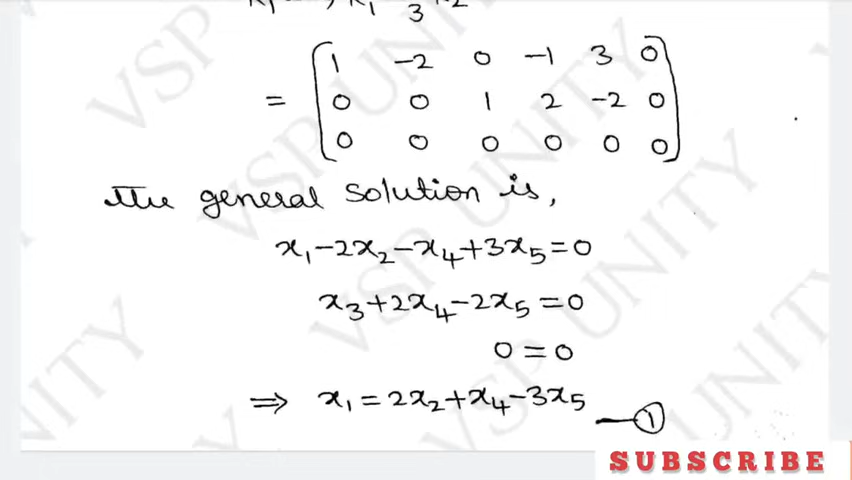 = [ 1 -2 0 -1 3 0
0 0 1 2 -2 0
0 0 0 0 0 0 ]
The general solution is,
x₁-2x₂-x₄+3x₅=0
x₃+2x₄-2x₅=0
0=0
⇒ x₁=2x₂+x₄-3x₅ —①
SUBSCRIBE
VSP UNITY